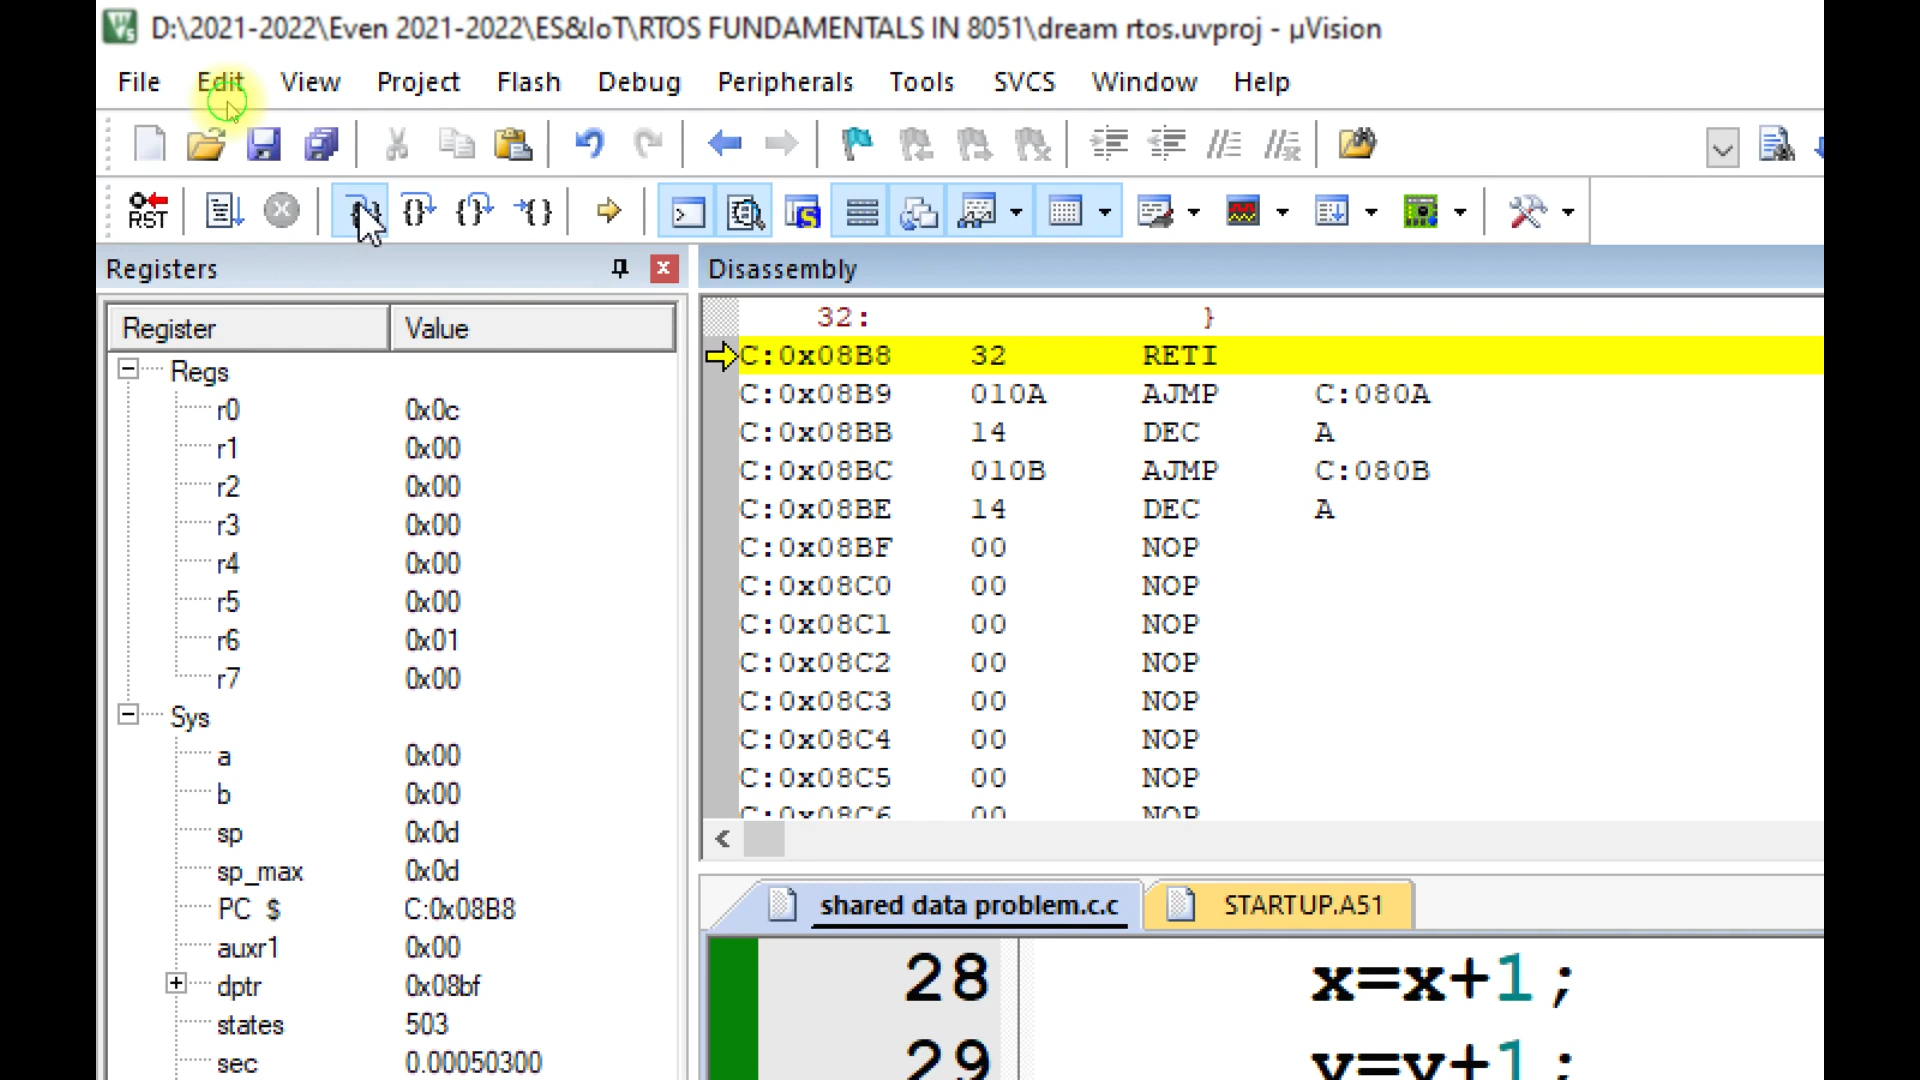 D:\2021-2022\Even 2021-2022\ES&IoT\RTOS FUNDAMENTALS IN 8051\dream rtos.uvproj - µVision
File Edit View Project Flash Debug Peripherals Tools SVCS Window Help
RST
Registers
Register Value
Regs
r0 0x0c
r1 0x00
r2 0x00
r3 0x00
r4 0x00
r5 0x00
r6 0x01
r7 0x00
Sys
a 0x00
b 0x00
sp 0x0d
sp_max 0x0d
PC $ C:0x08B8
auxr1 0x00
dptr 0x08bf
states 503
sec 0.00050300
Disassembly
32: }
C:0x08B8 32 RETI
C:0x08B9 010A AJMP C:080A
C:0x08BB 14 DEC A
C:0x08BC 010B AJMP C:080B
C:0x08BE 14 DEC A
C:0x08BF 00 NOP
C:0x08C0 00 NOP
C:0x08C1 00 NOP
C:0x08C2 00 NOP
C:0x08C3 00 NOP
C:0x08C4 00 NOP
C:0x08C5 00 NOP
C:0x08C6 00 NOP
shared data problem.c.c STARTUP.A51
28 x=x+1;
29 y=y+1;